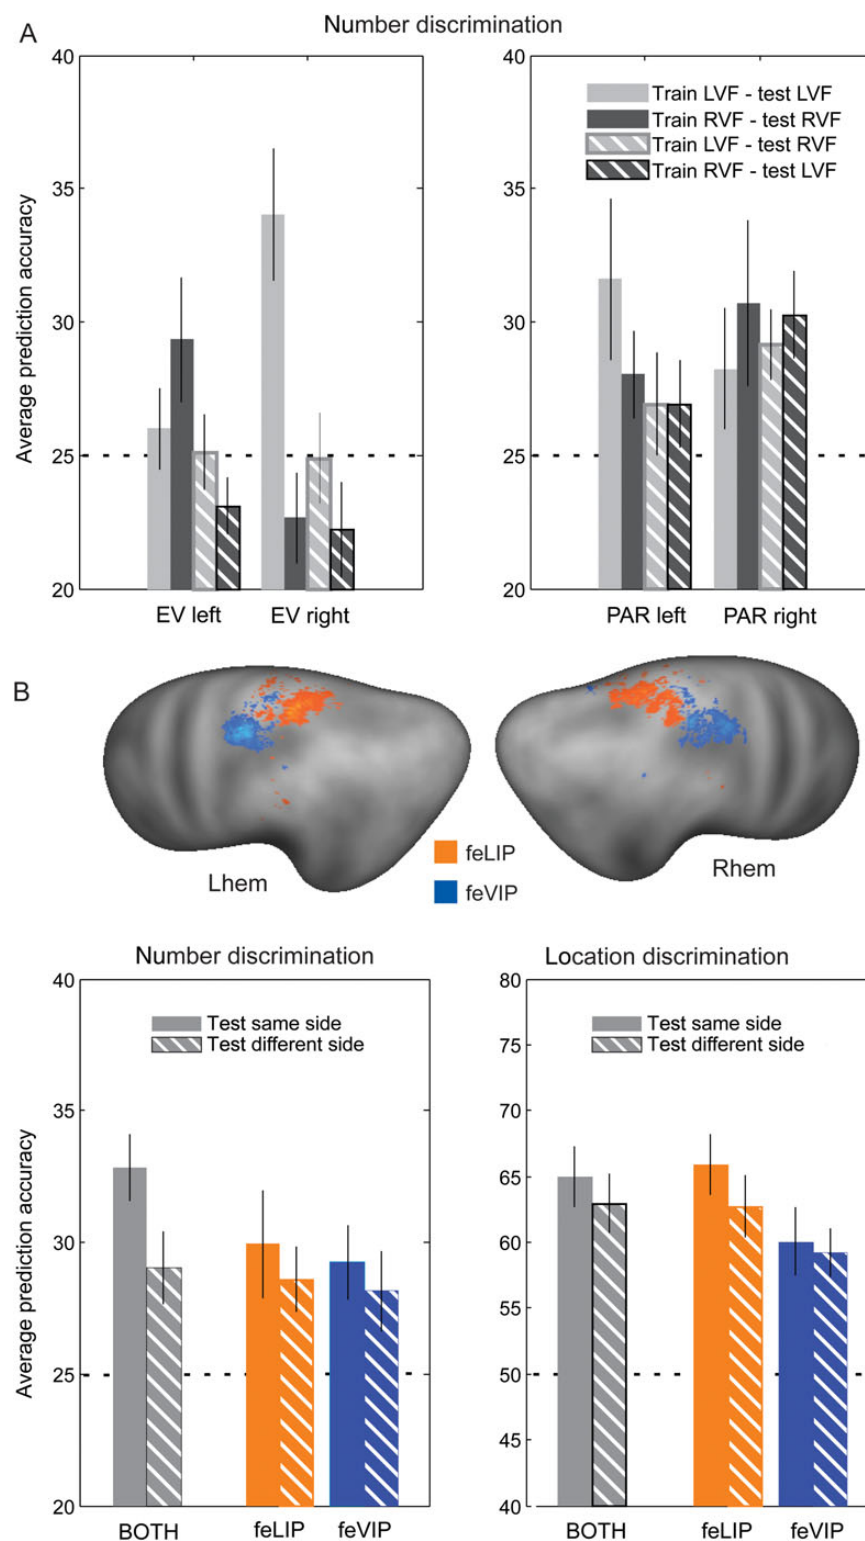 A
Number discrimination
40
35
30
25
20
Average prediction accuracy
EV left
EV right
40
35
30
25
20
Train LVF - test LVF
Train RVF - test RVF
Train LVF - test RVF
Train RVF - test LVF
PAR left
PAR right
B
Lhem
feLIP
feVIP
Rhem
Number discrimination
40
35
30
25
20
Average prediction accuracy
Test same side
Test different side
BOTH
feLIP
feVIP
Location discrimination
80
75
70
65
60
55
50
45
40
Test same side
Test different side
BOTH
feLIP
feVIP